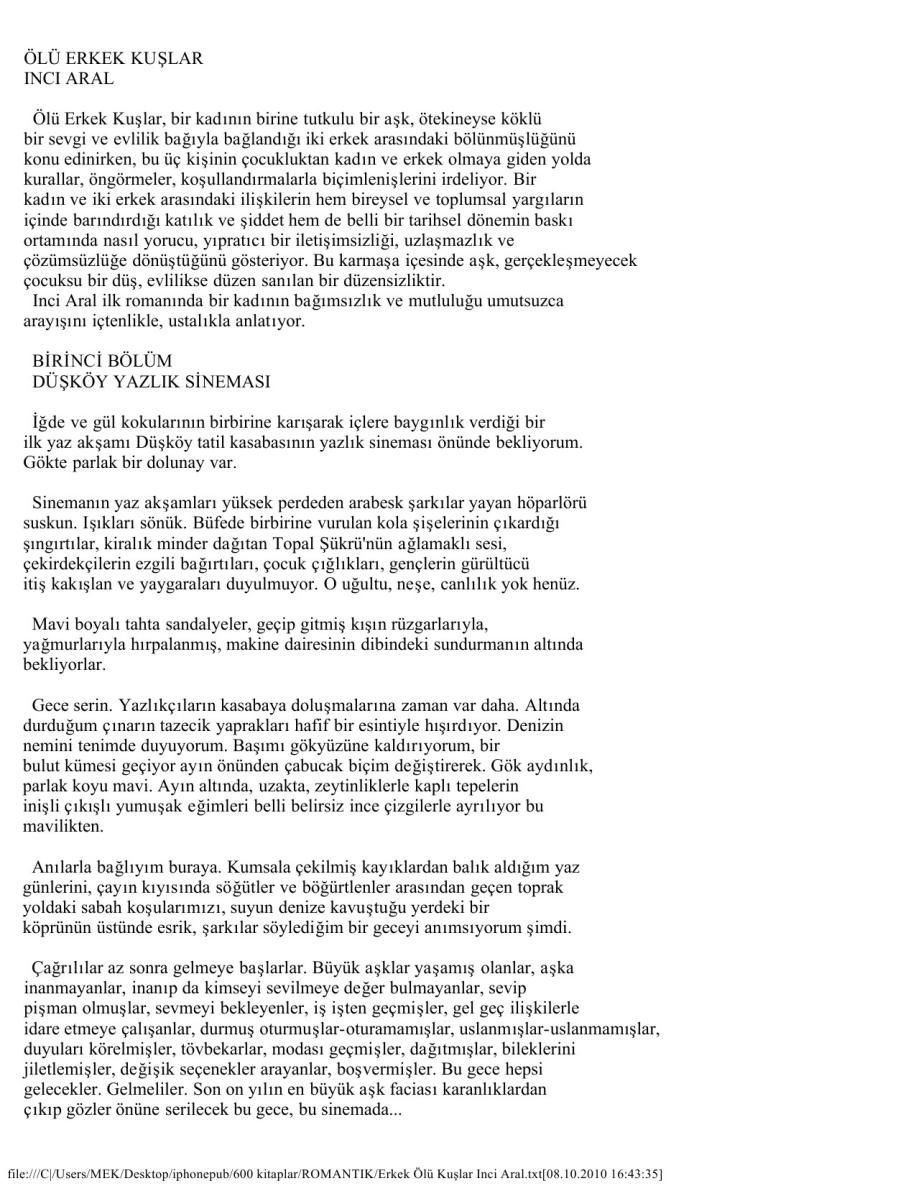 ÖLÜ ERKEK KUŞLAR
INCI ARAL
Ölü Erkek Kuşlar, bir kadının birine tutkulu bir aşk, ötekineyse köklü
bir sevgi ve evlilik bağıyla bağlandığı iki erkek arasındaki bölünmüşlüğünü
konu edinirken, bu üç kişinin çocukluktan kadın ve erkek olmaya giden yolda
kurallar, öngörmeler, koşullandırmalarla biçimlenişlerini irdeliyor. Bir
kadın ve iki erkek arasındaki ilişkilerin hem bireysel ve toplumsal yargıların
içinde barındırdığı katılık ve şiddet hem de belli bir tarihsel dönemin baskı
ortamında nasıl yorucu, yıpratıcı bir iletişimsizliği, uzlaşmazlık ve
çözümsüzlüğe dönüştüğünü gösteriyor. Bu karmaşa içesinde aşk, gerçekleşmeyecek
çocuksu bir düş, evlilikse düzen sanılan bir düzensizliktir.
Inci Aral ilk romanında bir kadının bağımsızlık ve mutluluğu umutsuzca
arayışını içtenlikle, ustalıkla anlatıyor.
BİRİNCİ BÖLÜM
DÜŞKÖY YAZLIK SİNEMASI
İğde ve gül kokularının birbirine karışarak içlere baygınlık verdiği bir
ilk yaz akşamı Düşköy tatil kasabasının yazlık sineması önünde bekliyorum.
Gökte parlak bir dolunay var.
Sinemanın yaz akşamları yüksek perdeden arabesk şarkılar yayan höparlörü
suskun. Işıkları sönük. Büfede birbirine vurulan kola şişelerinin çıkardığı
şıngırtılar, kiralık minder dağıtan Topal Şükrü'nün ağlamaklı sesi,
çekirdekçilerin ezgili bağırtıları, çocuk çığlıkları, gençlerin gürültücü
itiş kakışlan ve yaygaraları duyulmuyor. O uğultu, neşe, canlılık yok henüz.
Mavi boyalı tahta sandalyeler, geçip gitmiş kışın rüzgarlarıyla,
yağmurlarıyla hırpalanmış, makine dairesinin dibindeki sundurmanın altında
bekliyorlar.
Gece serin. Yazlıkçıların kasabaya doluşmalarına zaman var daha. Altında
durduğum çınarın tazecik yaprakları hafif bir esintiyle hışırdıyor. Denizin
nemini tenimde duyuyorum. Başımı gökyüzüne kaldırıyorum, bir
bulut kümesi geçiyor ayın önünden çabucak biçim değiştirerek. Gök aydınlık,
parlak koyu mavi. Ayın altında, uzakta, zeytinliklerle kaplı tepelerin
inişli çıkışlı yumuşak eğimleri belli belirsiz ince çizgilerle ayrılıyor bu
mavilikten.
Anılarla bağlıyım buraya. Kumsala çekilmiş kayıklardan balık aldığım yaz
günlerini, çayın kıyısında söğütler ve böğürtlenler arasından geçen toprak
yoldaki sabah koşularımızı, suyun denize kavuştuğu yerdeki bir
köprünün üstünde esrik, şarkılar söylediğim bir geceyi anımsıyorum şimdi.
Çağrılılar az sonra gelmeye başlarlar. Büyük aşklar yaşamış olanlar, aşka
inanmayanlar, inanıp da kimseyi sevilmeye değer bulmayanlar, sevip
pişman olmuşlar, sevmeyi bekleyenler, iş işten geçmişler, gel geç ilişkilerle
idare etmeye çalışanlar, durmuş oturmuşlar-oturamamışlar, uslanmışlar-uslanmamışlar,
duyuları körelmişler, tövbekarlar, modası geçmişler, dağıtmışlar, bileklerini
jiletlemişler, değişik seçenekler arayanlar, boşvermişler. Bu gece hepsi
gelecekler. Gelmeliler. Son on yılın en büyük aşk faciası karanlıklardan
çıkıp gözler önüne serilecek bu gece, bu sinemada...
file:///C|/Users/MEK/Desktop/iphonepub/600 kitaplar/ROMANTIK/Erkek Ölü Kuşlar Inci Aral.txt[08.10.2010 16:43:35]